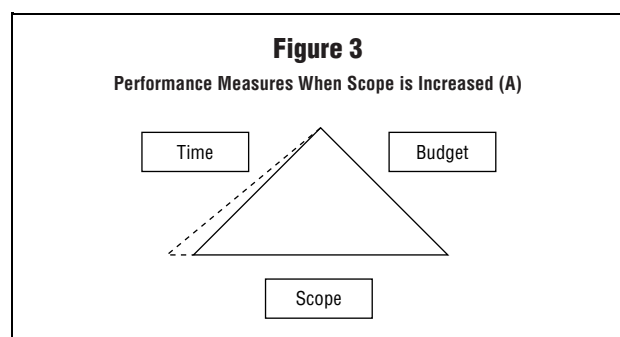 Figure 3
Performance Measures When Scope is Increased (A)
Time
Budget
Scope